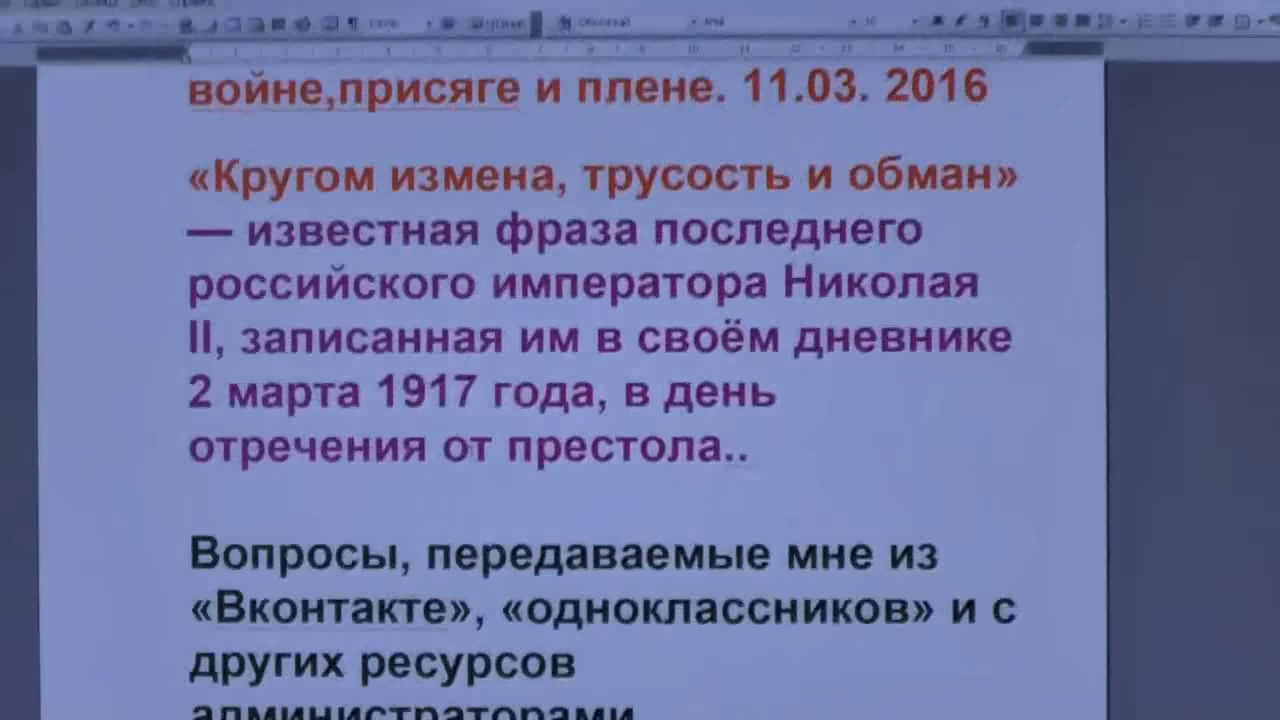 войне,присяге и плене. 11.03. 2016
«Кругом измена, трусость и обман»
— известная фраза последнего
российского императора Николая
II, записанная им в своём дневнике
2 марта 1917 года, в день
отречения от престола..
Вопросы, передаваемые мне из
«Вконтакте», «одноклассников» и с
других ресурсов
администраторами